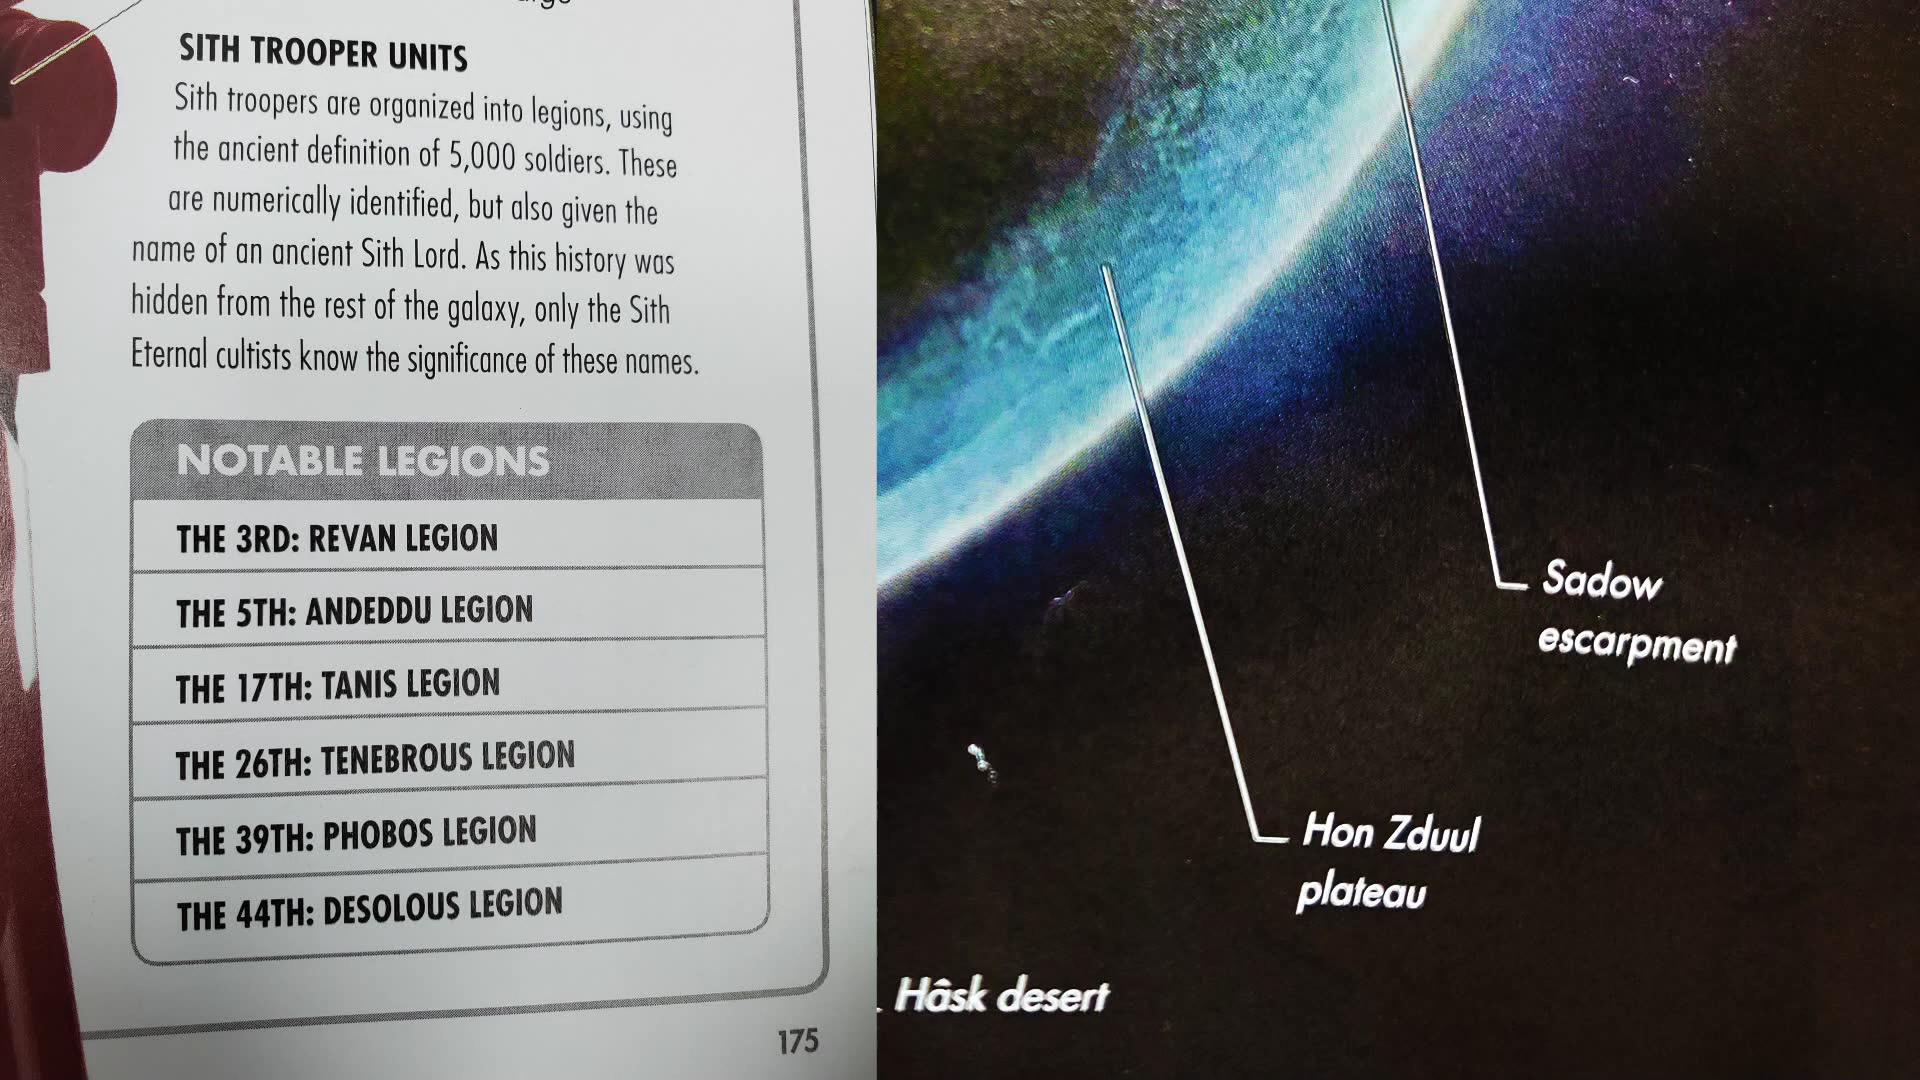 SITH TROOPER UNITS
Sith troopers are organized into legions, using
the ancient definition of 5,000 soldiers. These
are numerically identified, but also given the
name of an ancient Sith Lord. As this history was
hidden from the rest of the galaxy, only the Sith
Eternal cultists know the significance of these names.
NOTABLE LEGIONS
THE 3RD: REVAN LEGION
THE 5TH: ANDEDDU LEGION
THE 17TH: TANIS LEGION
THE 26TH: TENEBROUS LEGION
THE 39TH: PHOBOS LEGION
THE 44TH: DESOLOUS LEGION
175
Sadow
escarpment
Hon Zduul
plateau
Hâsk desert